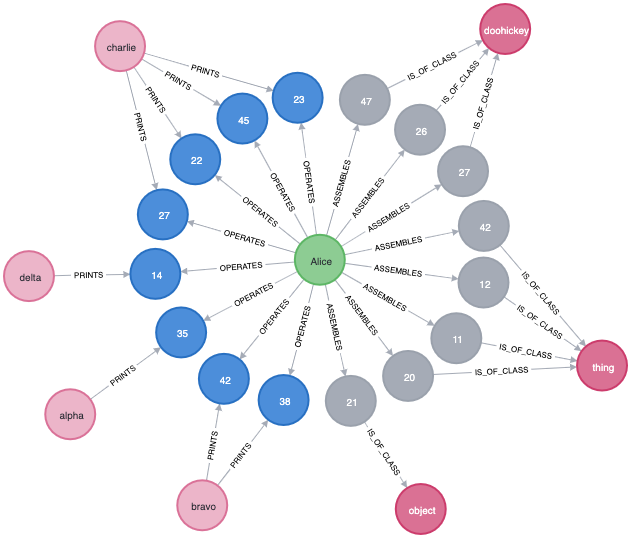 doohickey
charlie
PRINTS
IS_OF_CLASS
PRINTS
IS_OF_CLASS
23
47
PRINTS
IS_OF_CLASS
45
26
PRINTS
22
OPERATES
ASSEMBLES
27
OPERATES
ASSEMBLES
OPERATES
ASSEMBLES
27
42
OPERATES
ASSEMBLES
Alice
delta
PRINTS
14
OPERATES
ASSEMBLES
12
IS_OF_CLASS
OPERATES
ASSEMBLES
IS_OF_CLASS
35
OPERATES
OPERATES
ASSEMBLES
ASSEMBLES
11
IS_OF_CLASS
PRINTS
thing
42
20
IS_OF_CLASS
38
21
alpha
PRINTS
PRINTS
IS_OF_CLASS
bravo
object